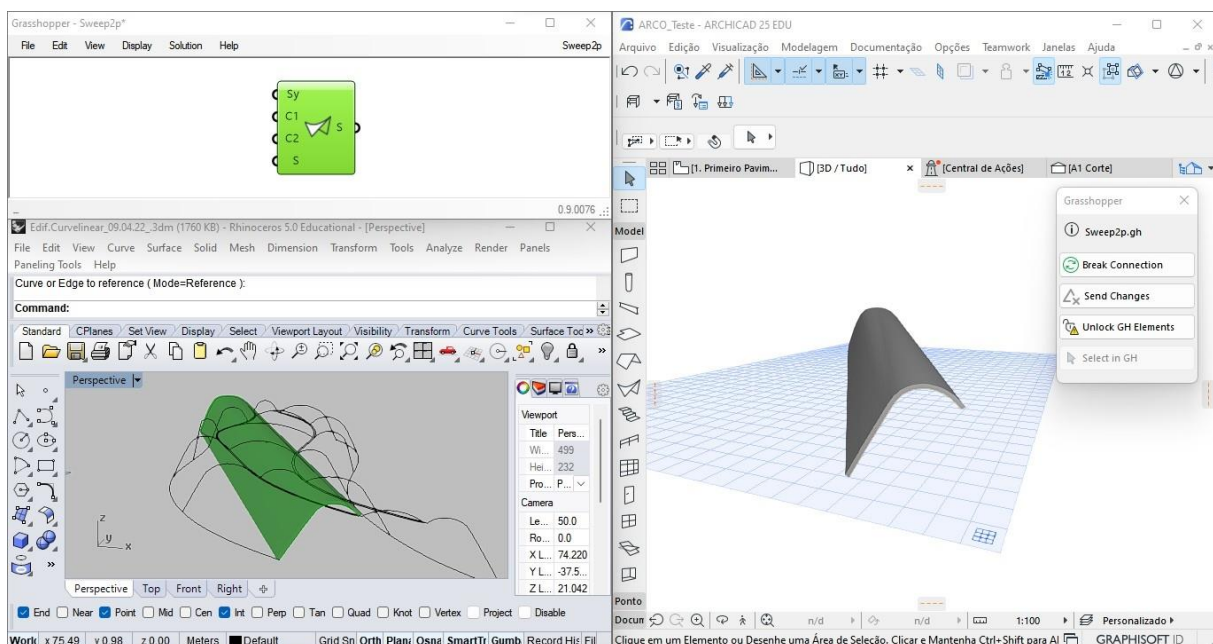 Grasshopper - Sweep2p*
File Edit View Display Solution Help Sweep2p
Sy
C1
C2
S
S
0.9.0076
Edif.Curvelinear_09.04.22_.3dm (1760 KB) - Rhinoceros 5.0 Educational - [Perspective]
File Edit View Curve Surface Solid Mesh Dimension Transform Tools Analyze Render Panels
Paneling Tools Help
Curve or Edge to reference ( Mode=Reference ):
Command:
Standard CPlanes Set View Display Select Viewport Layout Visibility Transform Curve Tools Surface Too »
Perspective
z
y
x
Viewport
Title Pers...
Wi... 499
Hei... 232
Pro... P...
Camera
Le... 50.0
Ro... 0.0
X L... 74.220
Y L... -37.5...
Z L... 21.042
Perspective Top Front Right
End Near Point Mid Cen Int Perp Tan Quad Knot Vertex Project Disable
Work x 75.49 y 0.98 z 0.00 Meters Default Grid Sn Orth Plana Osna SmartTr Gumb Record His Fil
ARCO_Teste - ARCHICAD 25 EDU
Arquivo Edição Visualização Modelagem Documentação Opções Teamwork Janelas Ajuda
[1. Primeiro Pavim... [3D / Tudo] [Central de Ações] [A1 Corte]
Model
Grasshopper
Sweep2p.gh
Break Connection
Send Changes
Unlock GH Elements
Select in GH
Ponto
Docun n/d n/d 1:100 Personalizado
Clique em um Elemento ou Desenhe uma Área de Seleção. Clicar e Mantenha Ctrl+Shift para Al GRAPHISOFT ID